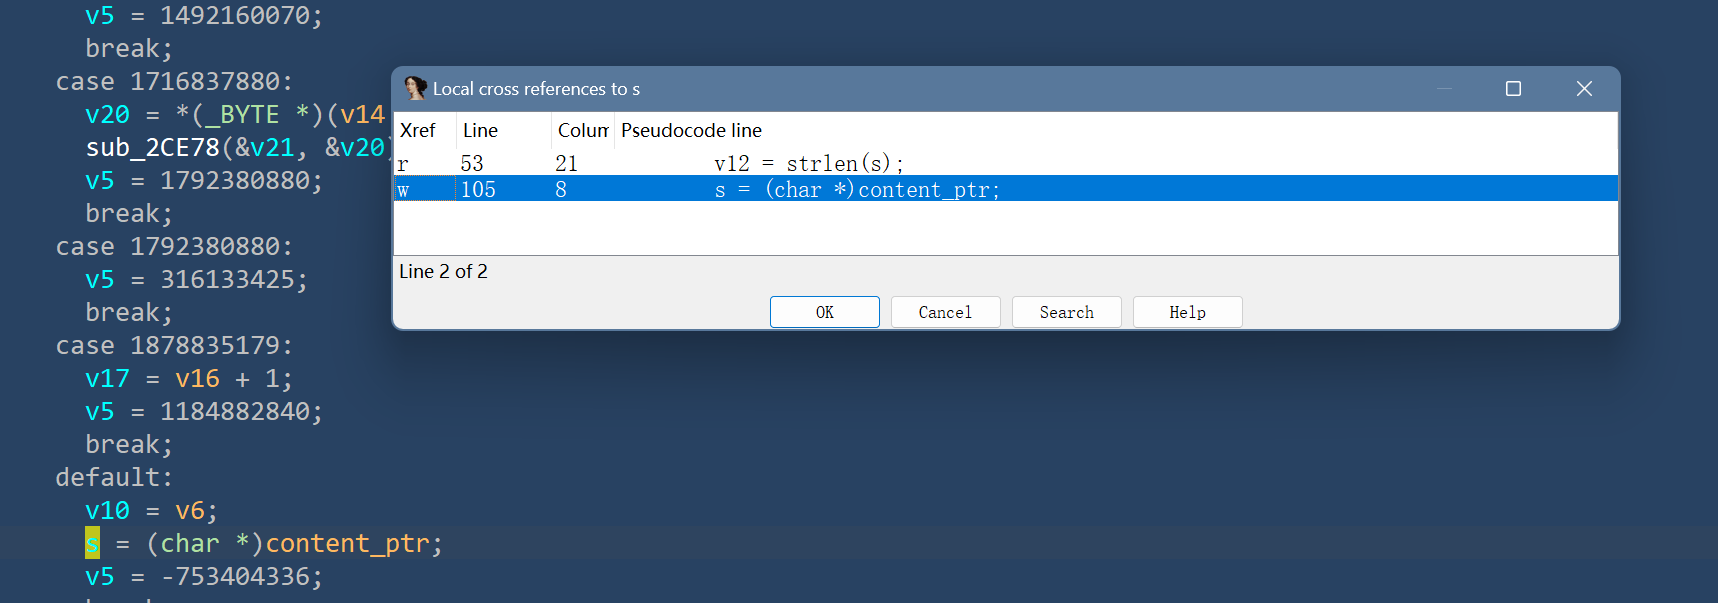 v5 = 1492160070;
break;
case 1716837880:
v20 = *(_BYTE *)(v14
sub_2CE78(&v21, &v20)
v5 = 1792380880;
break;
case 1792380880:
v5 = 316133425;
break;
case 1878835179:
v17 = v16 + 1;
v5 = 1184882840;
break;
default:
v10 = v6;
s = (char *)content_ptr;
v5 = -753404336;
Local cross references to s
Xref Line Colum Pseudocode line
r 53 21 v12 = strlen(s);
w 105 8 s = (char *)content_ptr;
Line 2 of 2
OK Cancel Search Help